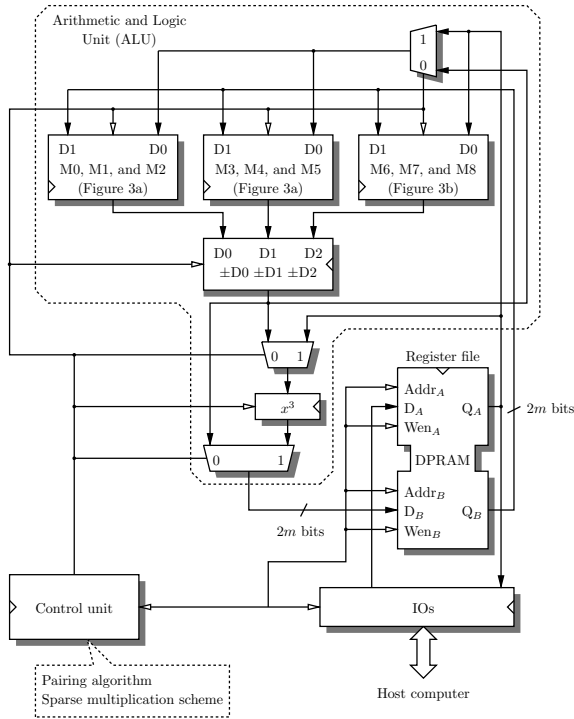 Arithmetic and Logic
Unit (ALU)
1
0
D1 D0
M0, M1, and M2
(Figure 3a)
D1 D0
M3, M4, and M5
(Figure 3a)
D1 D0
M6, M7, and M8
(Figure 3b)
D0 D1 D2
±D0 ±D1 ±D2
0 1
x³
0 1
Register file
Addr_A
D_A Q_A
Wen_A
2m bits
DPRAM
Addr_B
D_B Q_B
Wen_B
2m bits
Control unit
IOs
Pairing algorithm
Sparse multiplication scheme
Host computer